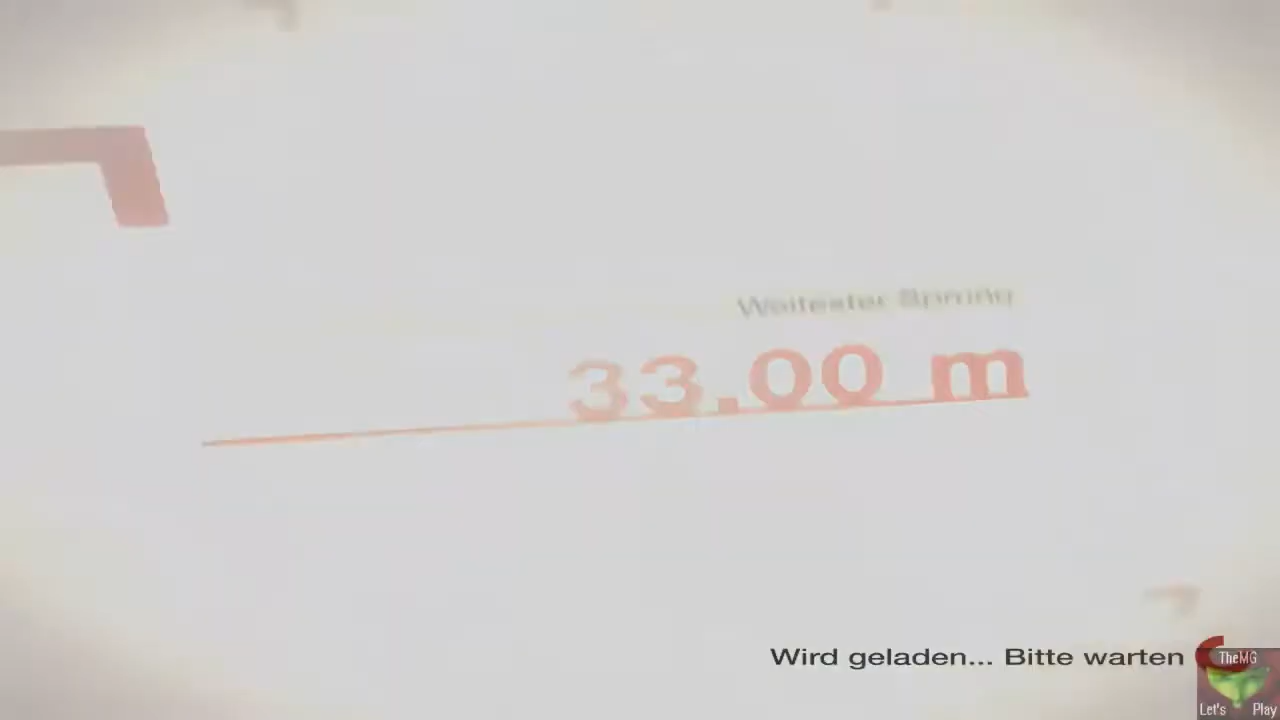 Weitester Sprung
33.00 m
Wird geladen... Bitte warten
TheMG
Let's Play